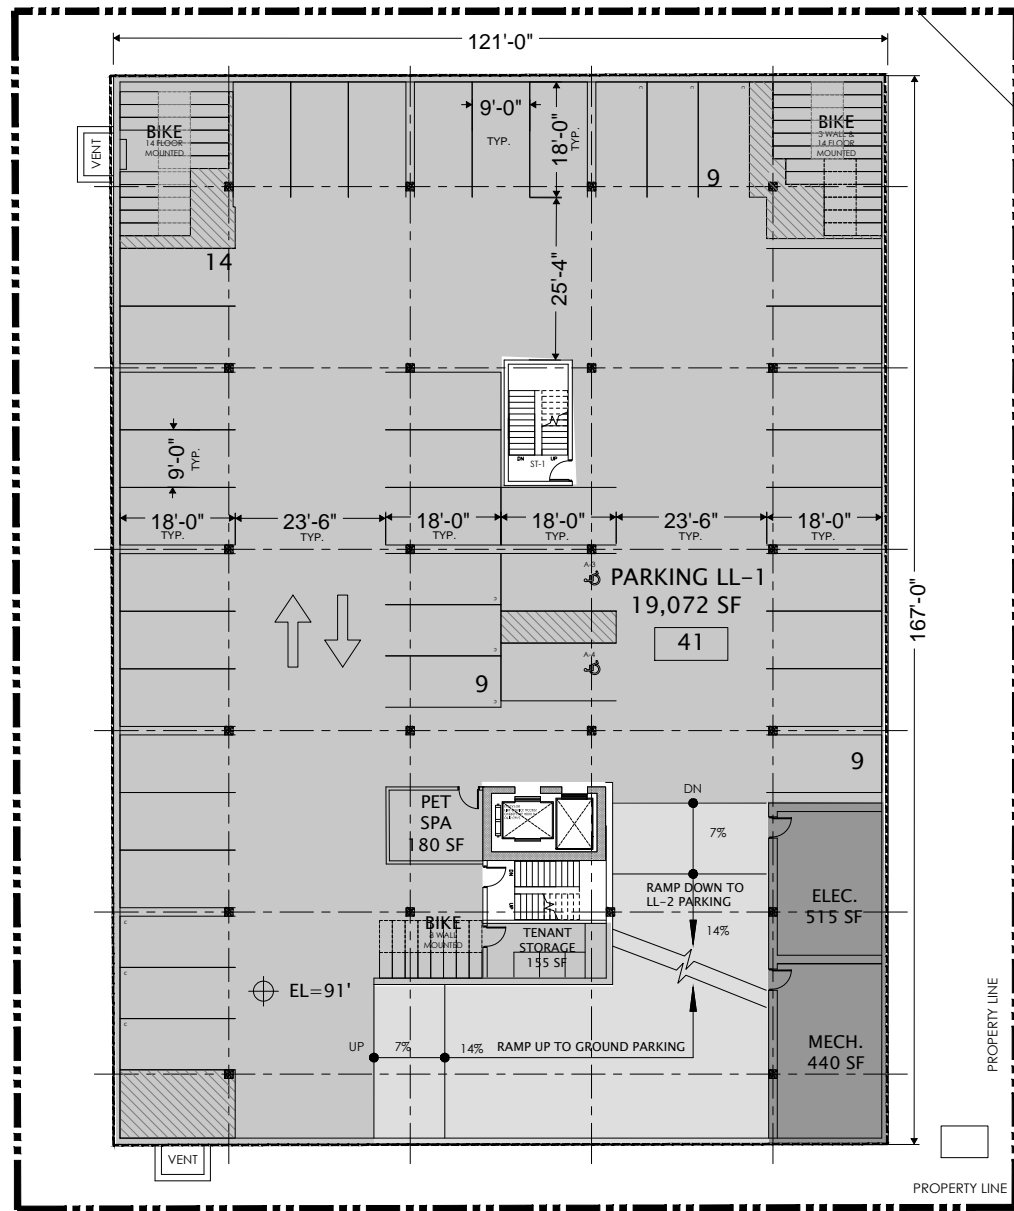 121'-0"
BIKE
14 FLOOR
MOUNTED
VENT
9'-0"
TYP.
18'-0"
TYP.
9
BIKE
3 WALL &
14 FLOOR
MOUNTED
14
25'-4"
9'-0"
TYP.
DN
UP
ST-1
18'-0"
TYP.
23'-6"
TYP.
18'-0"
TYP.
18'-0"
TYP.
23'-6"
TYP.
18'-0"
TYP.
167'-0"
A-3
PARKING LL-1
19,072 SF
41
A-4
9
9
PET
SPA
180 SF
DN
7%
RAMP DOWN TO
LL-2 PARKING
14%
ELEC.
515 SF
DN
UP
BIKE
8 WALL
MOUNTED
TENANT
STORAGE
155 SF
EL=91'
UP
7%
14%
RAMP UP TO GROUND PARKING
MECH.
440 SF
PROPERTY LINE
VENT
PROPERTY LINE
C
C
C
C
C
C
C
C